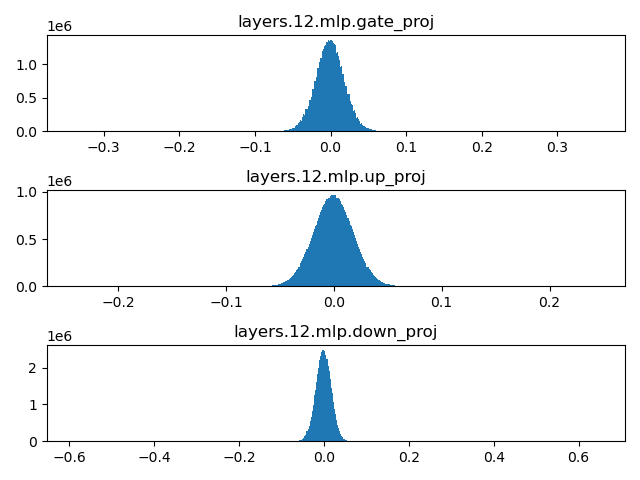 layers.12.mlp.gate_proj
1e6
1.0
0.5
0.0
−0.3 −0.2 −0.1 0.0 0.1 0.2 0.3
layers.12.mlp.up_proj
1e6
1.0
0.5
0.0
−0.2 −0.1 0.0 0.1 0.2
layers.12.mlp.down_proj
1e6
2
1
0
−0.6 −0.4 −0.2 0.0 0.2 0.4 0.6